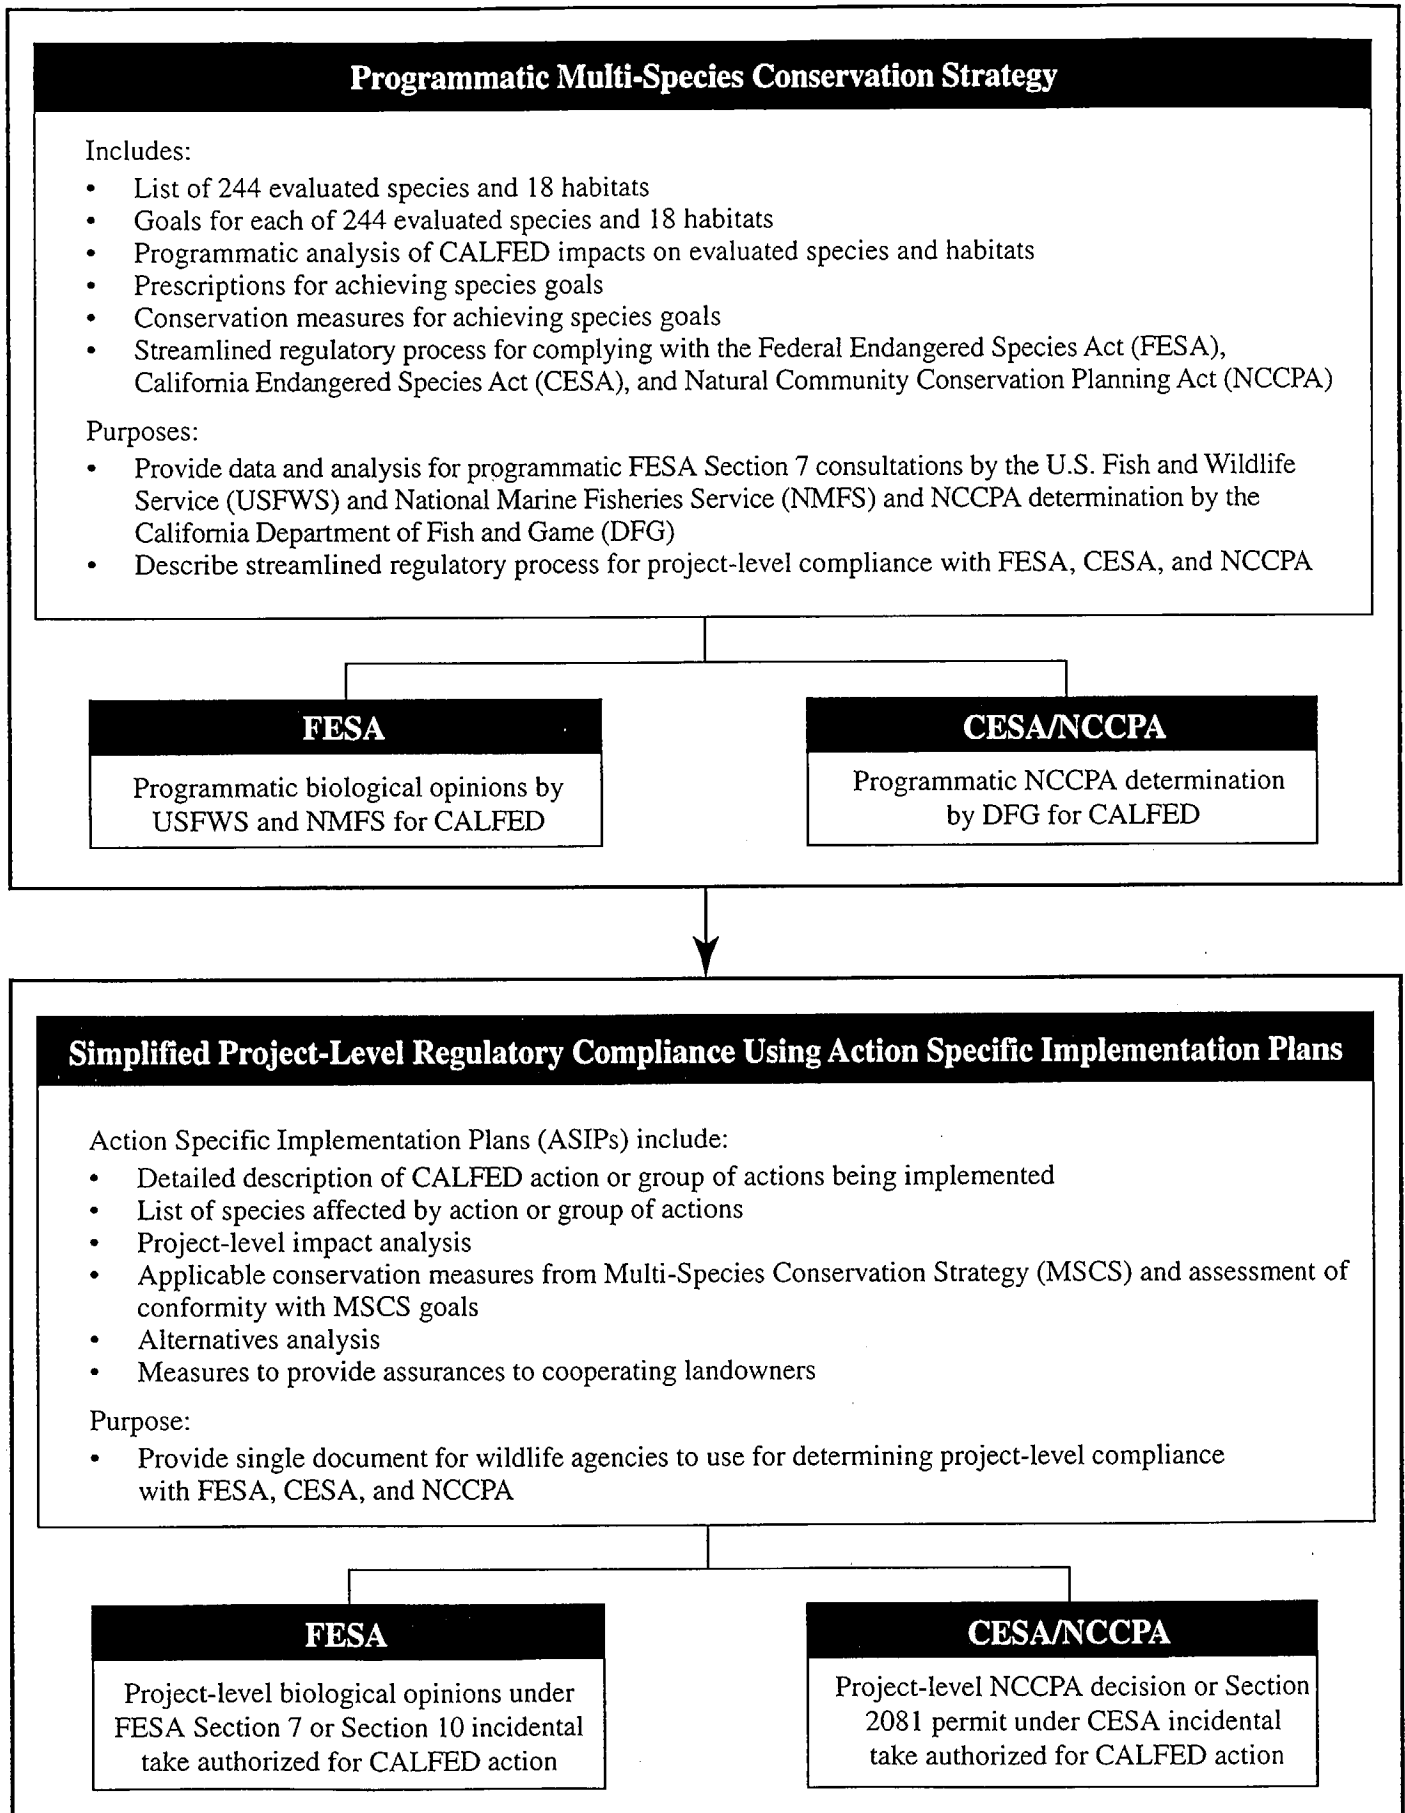 Programmatic Multi-Species Conservation Strategy
Includes:
• List of 244 evaluated species and 18 habitats
• Goals for each of 244 evaluated species and 18 habitats
• Programmatic analysis of CALFED impacts on evaluated species and habitats
• Prescriptions for achieving species goals
• Conservation measures for achieving species goals
• Streamlined regulatory process for complying with the Federal Endangered Species Act (FESA),
California Endangered Species Act (CESA), and Natural Community Conservation Planning Act (NCCPA)
Purposes:
• Provide data and analysis for programmatic FESA Section 7 consultations by the U.S. Fish and Wildlife
Service (USFWS) and National Marine Fisheries Service (NMFS) and NCCPA determination by the
California Department of Fish and Game (DFG)
• Describe streamlined regulatory process for project-level compliance with FESA, CESA, and NCCPA
FESA
Programmatic biological opinions by
USFWS and NMFS for CALFED
CESA/NCCPA
Programmatic NCCPA determination
by DFG for CALFED
Simplified Project-Level Regulatory Compliance Using Action Specific Implementation Plans
Action Specific Implementation Plans (ASIPs) include:
• Detailed description of CALFED action or group of actions being implemented
• List of species affected by action or group of actions
• Project-level impact analysis
• Applicable conservation measures from Multi-Species Conservation Strategy (MSCS) and assessment of
conformity with MSCS goals
• Alternatives analysis
• Measures to provide assurances to cooperating landowners
Purpose:
• Provide single document for wildlife agencies to use for determining project-level compliance
with FESA, CESA, and NCCPA
FESA
Project-level biological opinions under
FESA Section 7 or Section 10 incidental
take authorized for CALFED action
CESA/NCCPA
Project-level NCCPA decision or Section
2081 permit under CESA incidental
take authorized for CALFED action